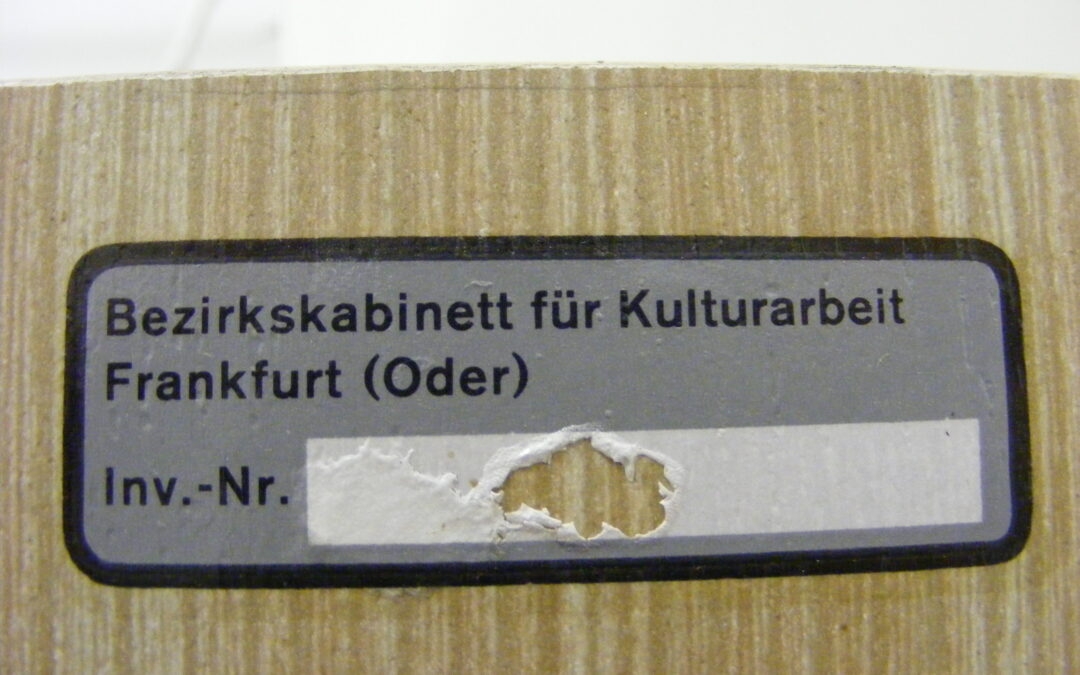 Bezirkskabinett für Kulturarbeit
Frankfurt (Oder)
Inv.-Nr.